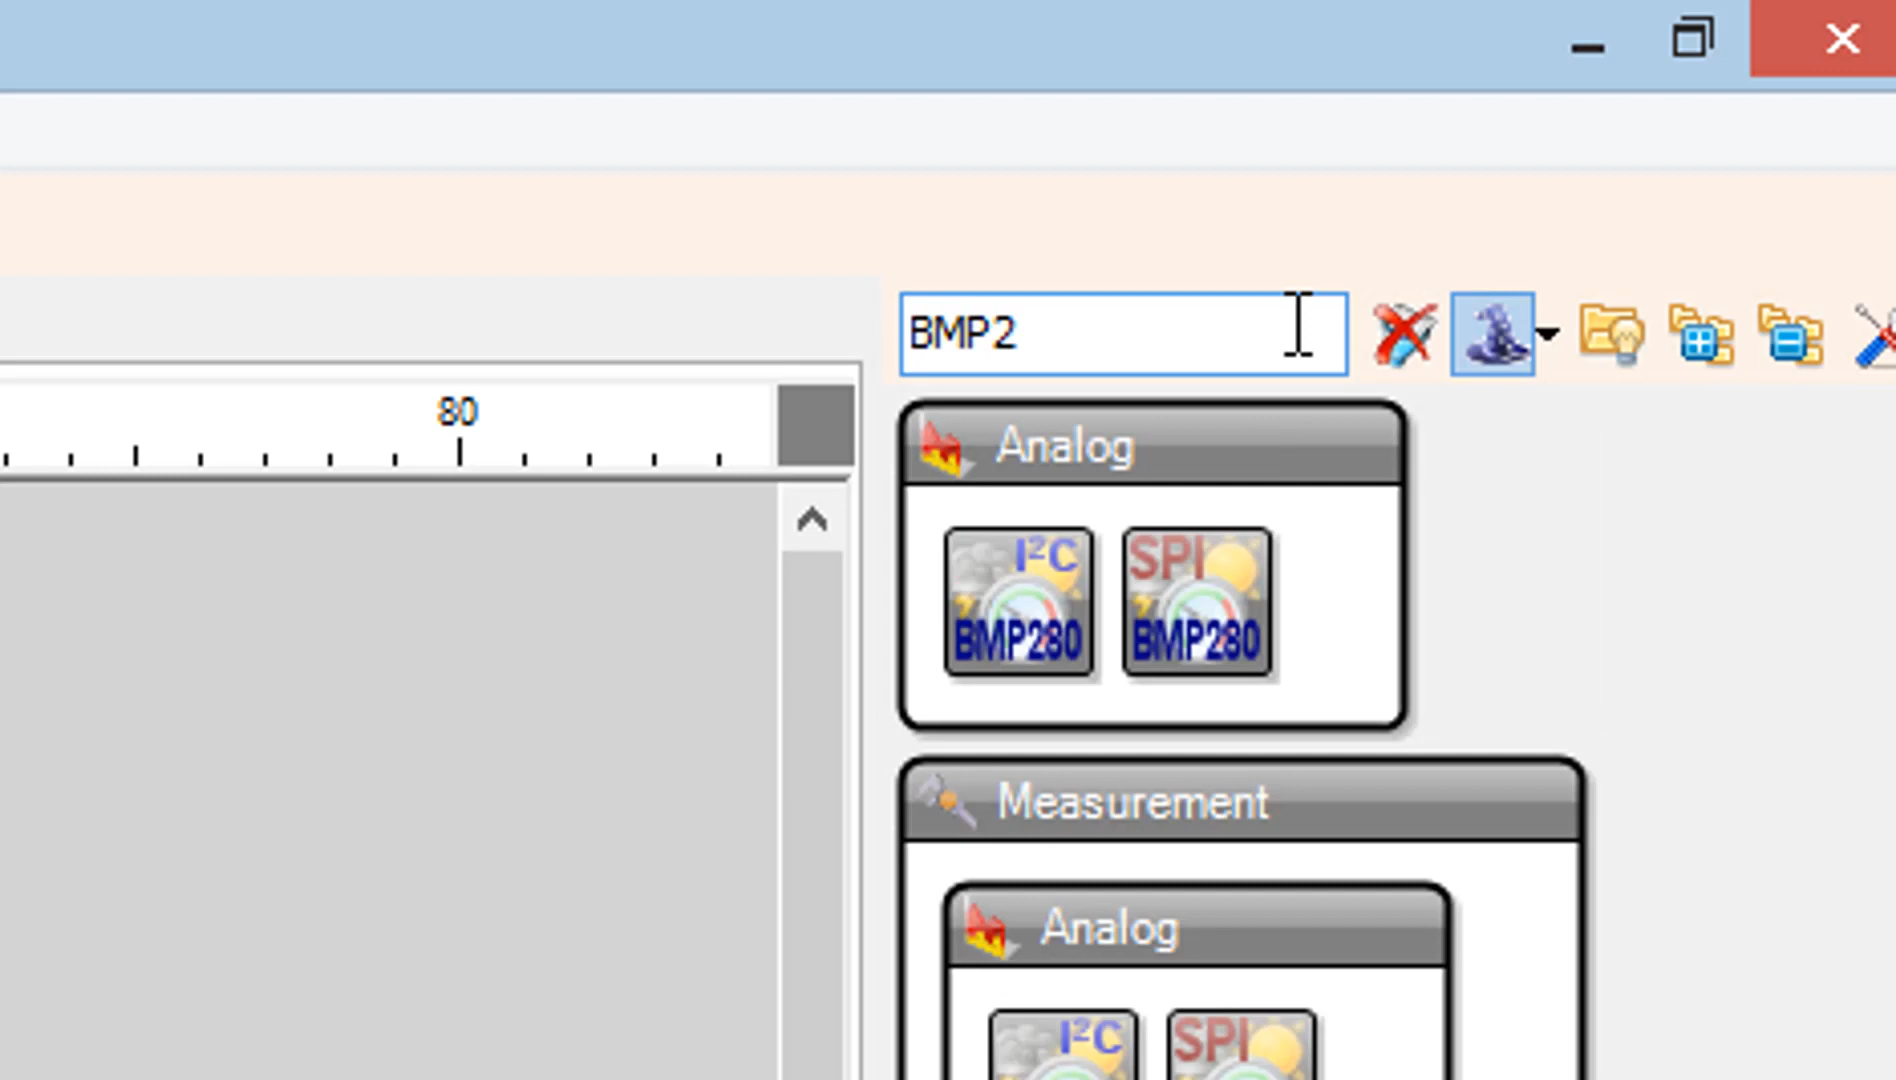 BMP2
80
Analog
I²C
BMP280
SPI
BMP280
Measurement
Analog
I²C
SPI